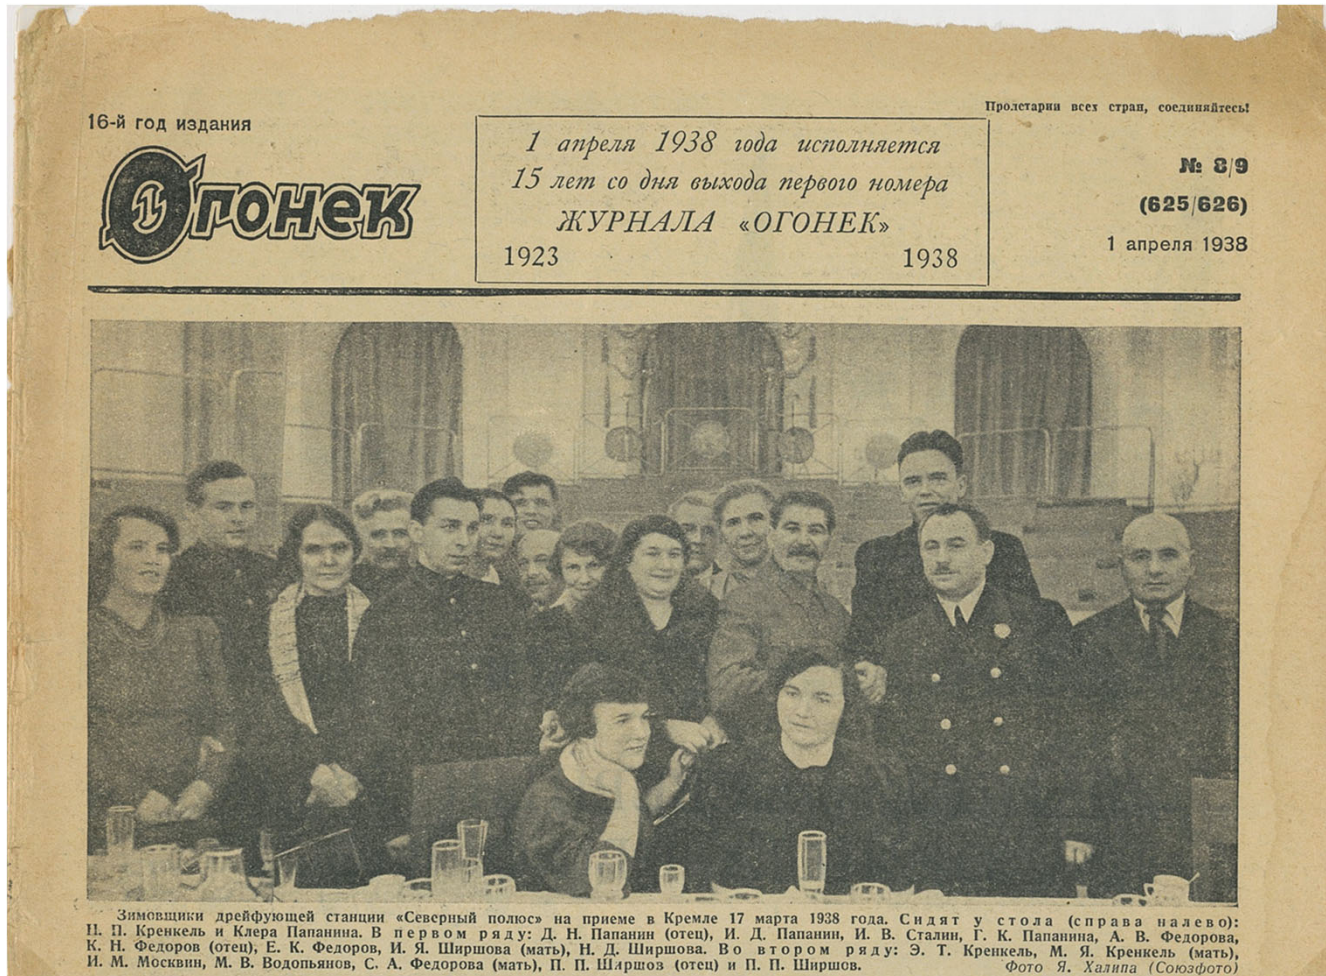 Пролетарии всех стран, соединяйтесь!
16-й год издания
Огонек
1 апреля 1938 года исполняется
15 лет со дня выхода первого номера
ЖУРНАЛА «ОГОНЕК»
1923 1938
№ 8/9
(625/626)
1 апреля 1938
Зимовщики дрейфующей станции «Северный полюс» на приеме в Кремле 17 марта 1938 года. Сидят у стола (справа налево):
Н. П. Кренкель и Клера Папанина. В первом ряду: Д. Н. Папанин (отец), И. Д. Папанин, И. В. Сталин, Г. К. Папанина, А. В. Федорова,
К. Н. Федоров (отец), Е. К. Федоров, И. Я. Ширшова (мать), Н. Д. Ширшова. Во втором ряду: Э. Т. Кренкель, М. Я. Кренкель (мать),
И. М. Москвин, М. В. Водопьянов, С. А. Федорова (мать), П. П. Ширшов (отец) и П. П. Ширшов.
Фото Я. Халипа (Союзфото)